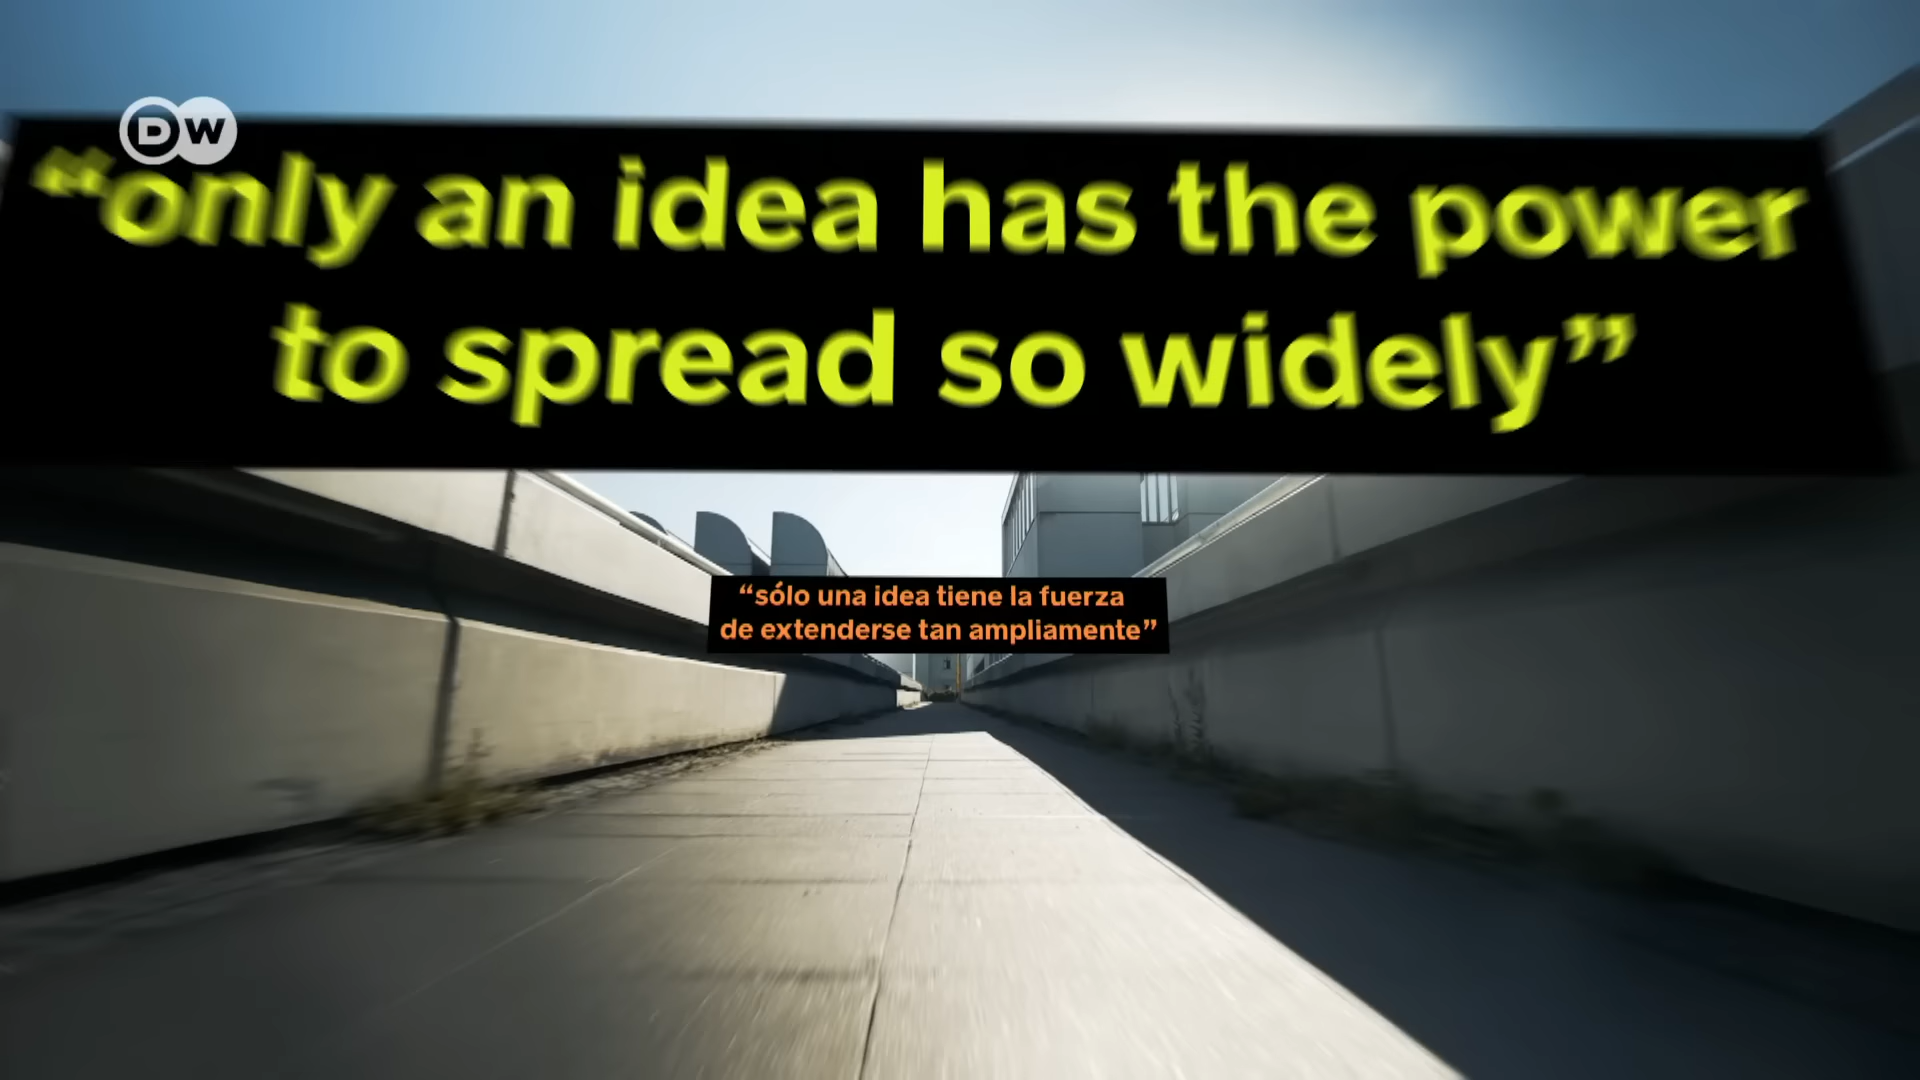 DW
“only an idea has the power
to spread so widely”
“sólo una idea tiene la fuerza
de extenderse tan ampliamente”